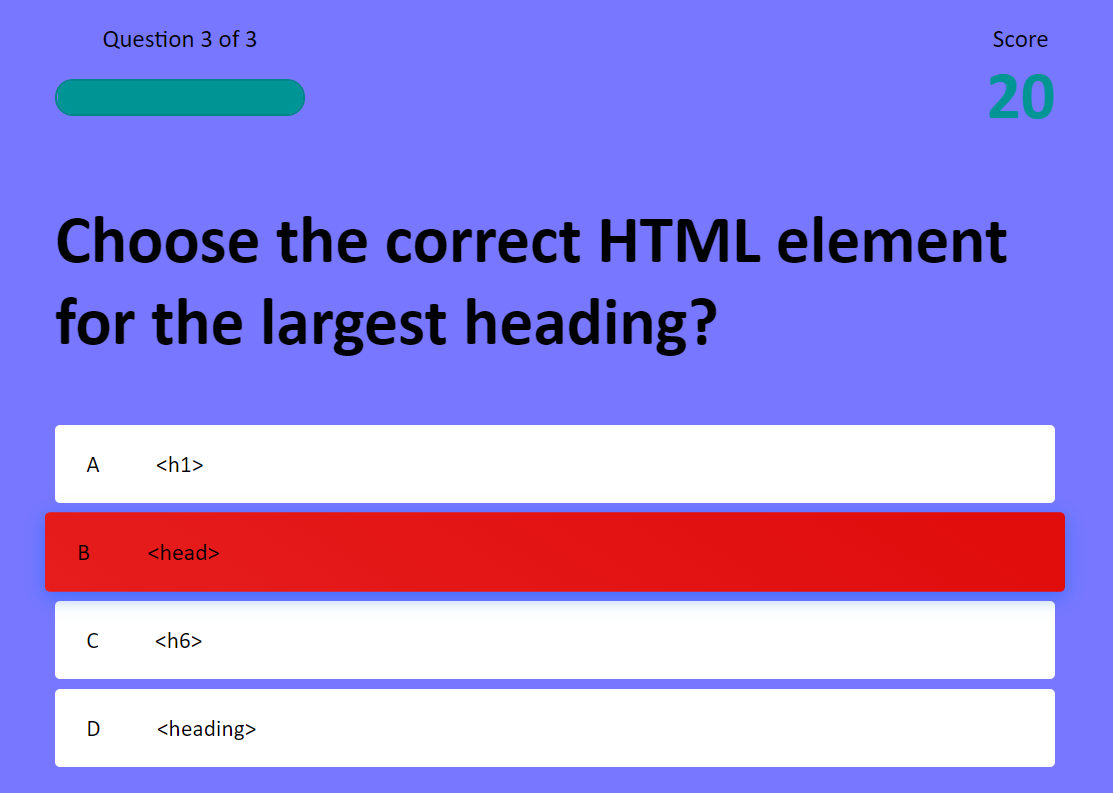 Question 3 of 3
Score
20
Choose the correct HTML element
for the largest heading?
A <h1>
B <head>
C <h6>
D <heading>